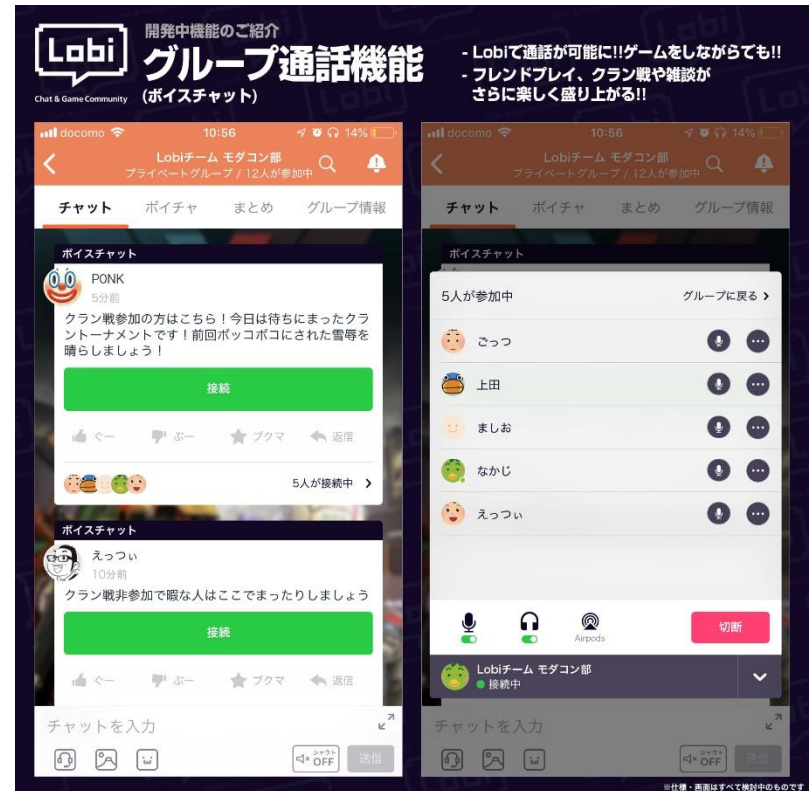 Lobi
Chat & Game Community
開発中機能のご紹介
グループ通話機能
(ボイスチャット)
- Lobiで通話が可能に!!ゲームをしながらでも!!
- フレンドプレイ、クラン戦や雑談が
さらに楽しく盛り上がる!!
docomo 10:56 14%
Lobiチーム モダコン部
プライベートグループ / 12人が参加中
チャット ボイチャ まとめ グループ情報
ボイスチャット
PONK
5分前
クラン戦参加の方はこちら！今日は待ちにまったクラ
ントーナメントです！前回ボッコボコにされた雪辱を
晴らしましょう！
接続
ぐー ぶー ブクマ 返信
5人が接続中
ボイスチャット
えっつぃ
10分前
クラン戦非参加で暇な人はここでまったりしましょう
接続
ぐー ぶー ブクマ 返信
チャットを入力
シャウト
OFF
送信
docomo 10:56 14%
Lobiチーム モダコン部
プライベートグループ / 12人が参加中
チャット ボイチャ まとめ グループ情報
ボイスチャット
5人が参加中 グループに戻る
ごっつ
上田
ましお
なかじ
えっつぃ
Airpods
切断
Lobiチーム モダコン部
接続中
チャットを入力
シャウト
OFF
送信
※仕様・画面はすべて検討中のものです